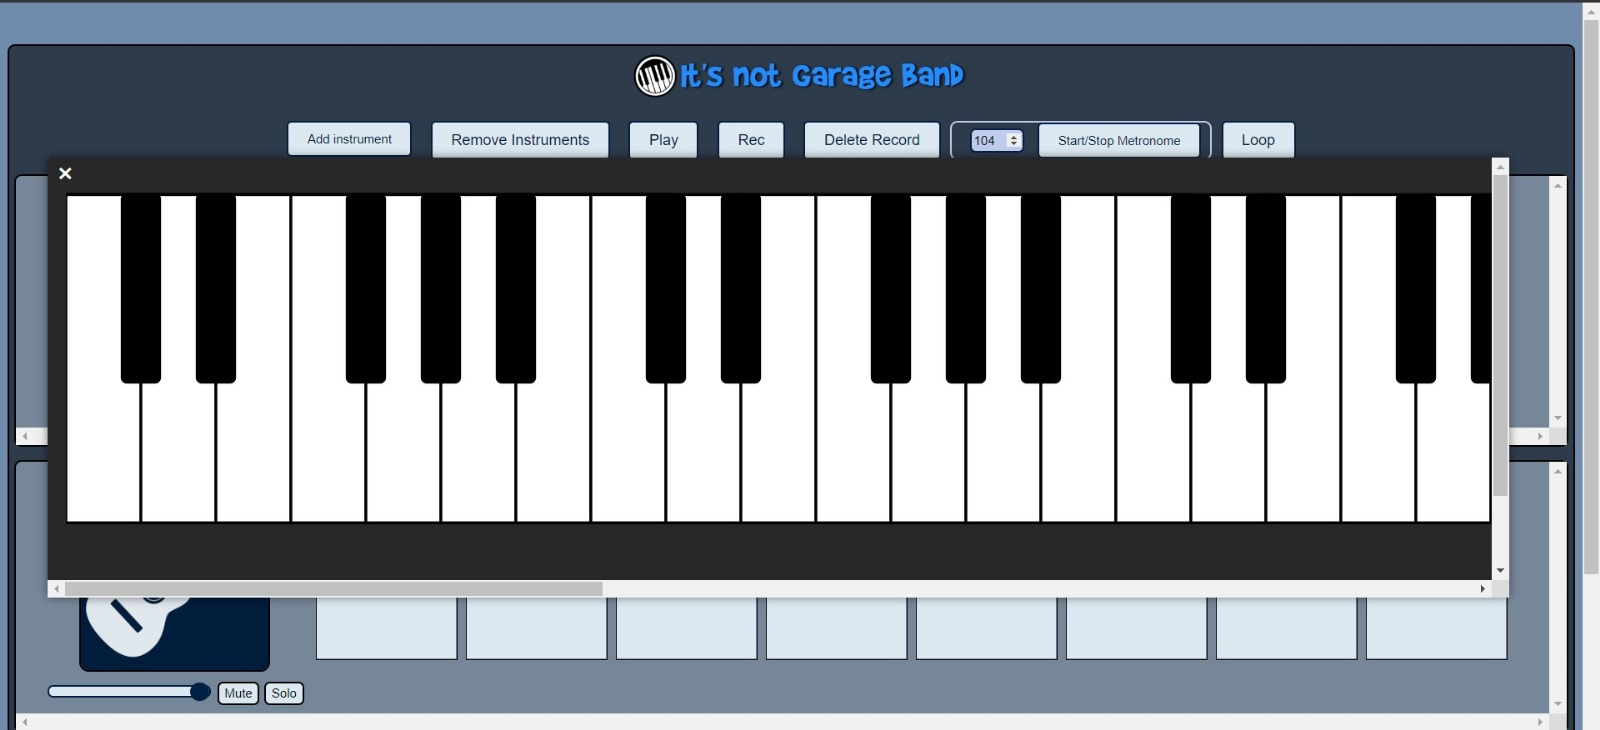 It's not Garage Band
Add instrument Remove Instruments Play Rec Delete Record 104 Start/Stop Metronome Loop
×
Mute Solo